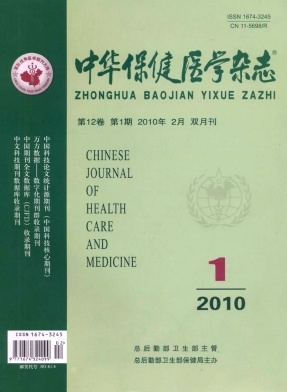 ISSN 1674-3245
CN 11-5698/R
中华保健医学杂志®
ZHONGHUA BAOJIAN YIXUE ZAZHI
第12卷 第1期 2010年 2月 双月刊
中国科技论文统计源期刊(中国科技核心期刊)
万方数据——数字化期刊群收录期刊
中国期刊全文数据库(CJFD)收录期刊
中文科技期刊数据库收录期刊
CHINESE
JOURNAL
OF
HEALTH
CARE
AND
MEDICINE
1
2010
ISSN 1674-3245
9 771674 324099
总后勤部卫生部主管
总后勤部卫生部保健局主办